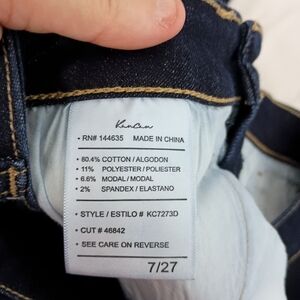 KanCan
• RN# 144635 MADE IN CHINA
• 80.4% COTTON / ALGODON
• 11% POLYESTER / POLIESTER
• 6.6% MODAL / MODAL
• 2% SPANDEX / ELASTANO
• STYLE / ESTILO # KC7273D
• CUT # 46842
• SEE CARE ON REVERSE
7/27